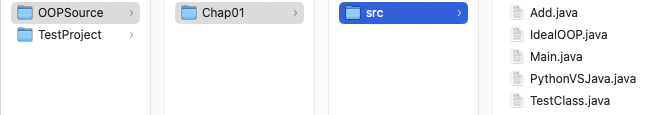 OOPSource
TestProject
Chap01
src
Add.java
IdealOOP.java
Main.java
PythonVSJava.java
TestClass.java